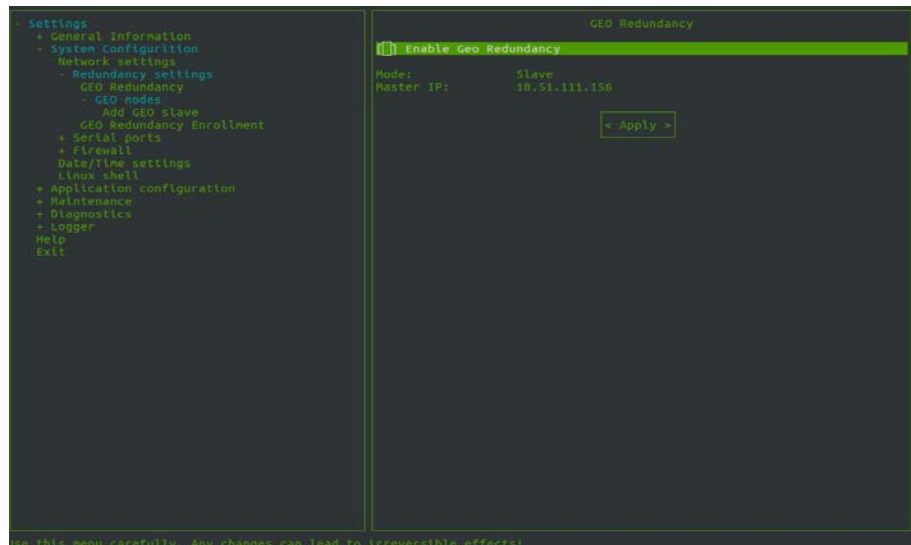 - Settings
+ General Information
- System Configurition
Network settings
- Redundancy settings
GEO Redundancy
- GEO nodes
Add GEO slave
GEO Redundancy Enrollment
+ Serial ports
+ Firewall
Date/Time settings
Linux shell
+ Application configuration
+ Maintenance
+ Diagnostics
+ Logger
Help
Exit
GEO Redundancy
[ ] Enable Geo Redundancy
Mode: Slave
Master IP: 10.51.111.156
< Apply >
Use this menu carefully. Any changes can lead to irreversible effects!